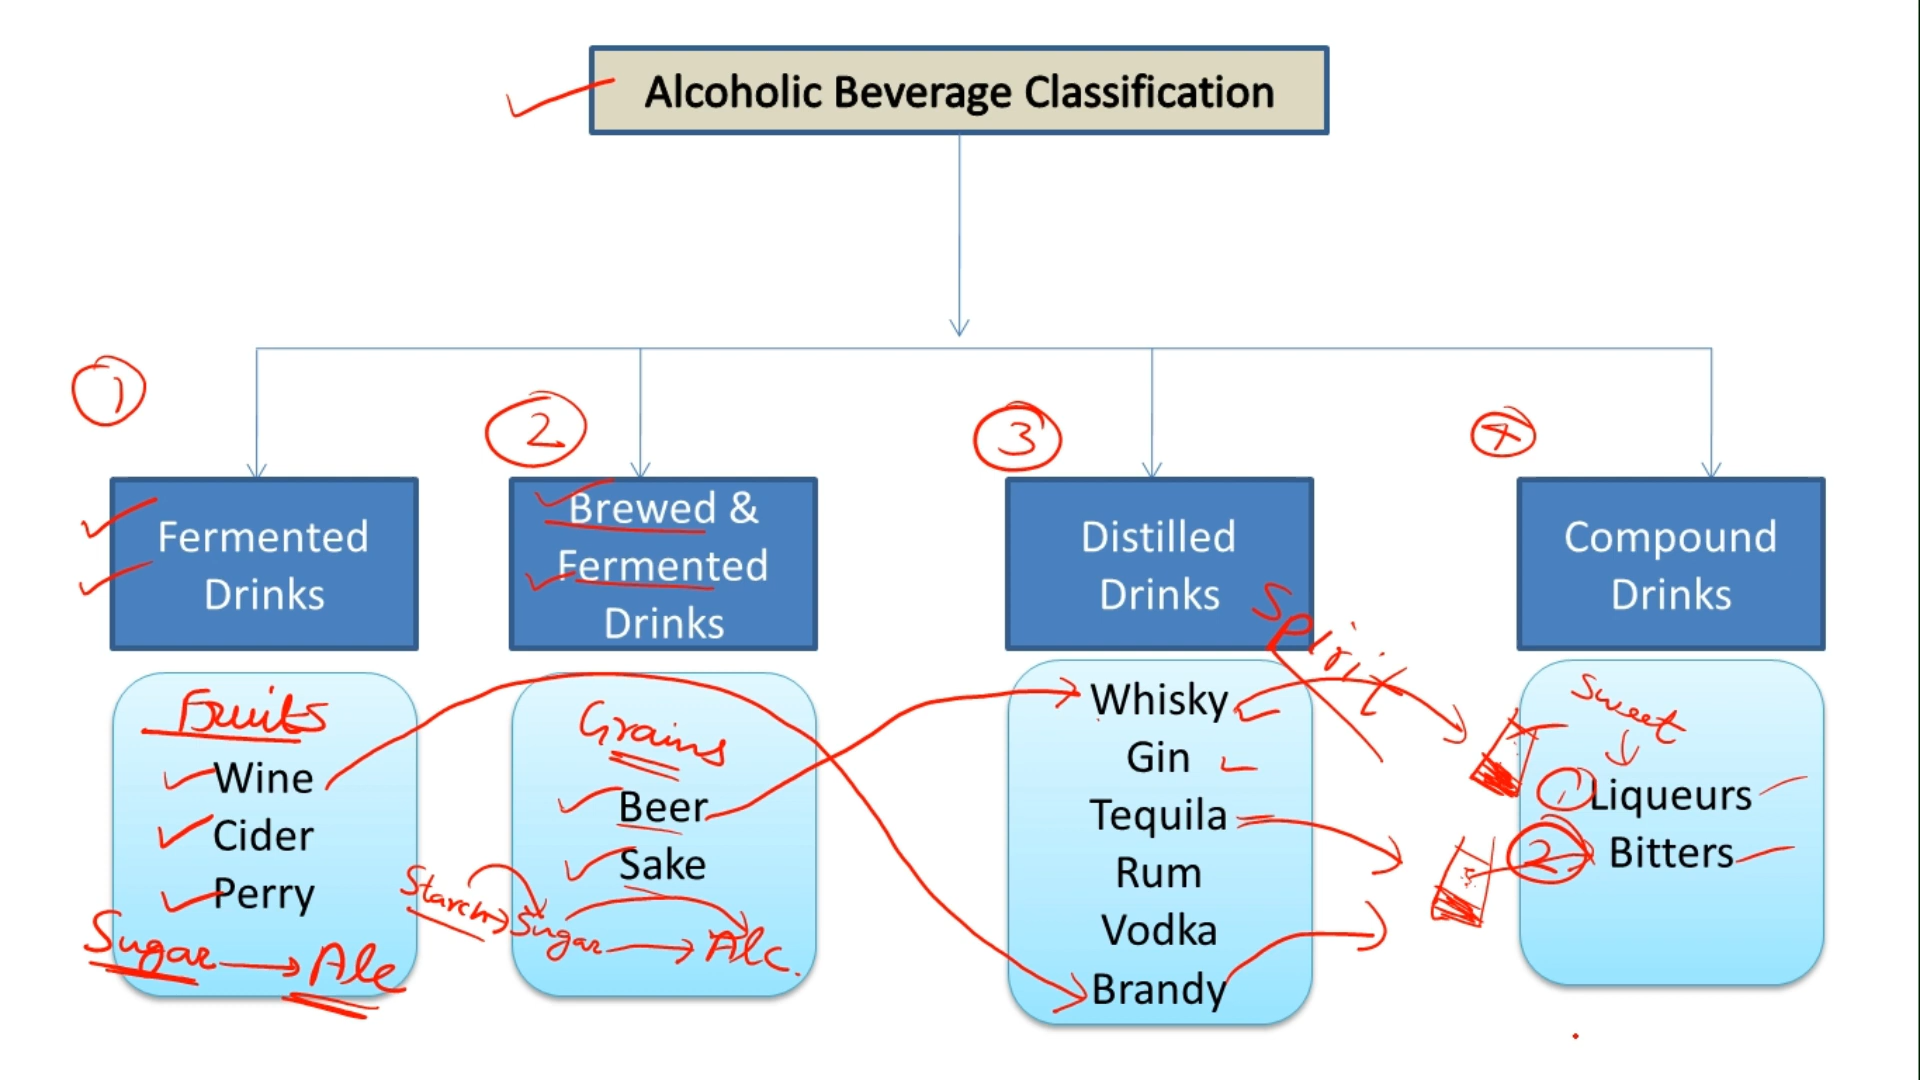 Alcoholic Beverage Classification
1
2
3
4
Fermented
Drinks
Fruits
Wine
Cider
Perry
Sugar → Alc
Brewed &
Fermented
Drinks
Grains
Beer
Sake
Starch → Sugar → Alc.
Distilled
Drinks
Spirit
Whisky
Gin
Tequila
Rum
Vodka
Brandy
Compound
Drinks
Sweet
1 Liqueurs
2 Bitters